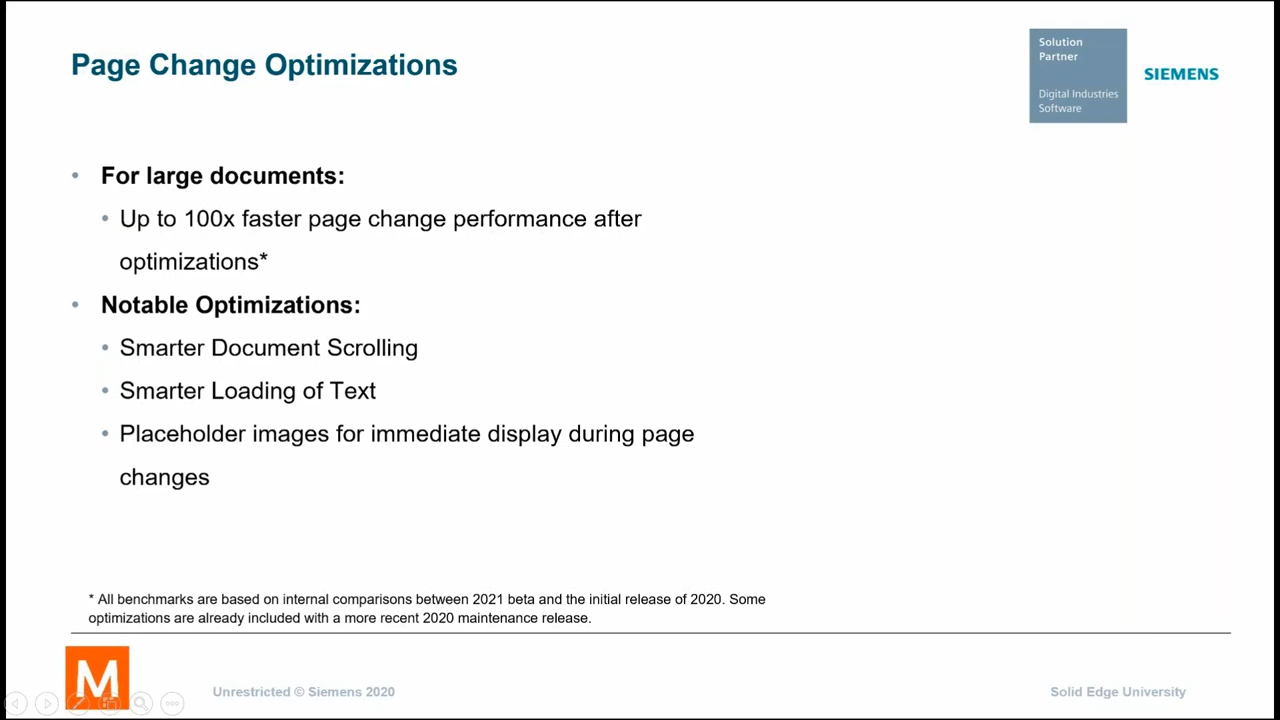 Page Change Optimizations
Solution
Partner
Digital Industries
Software
SIEMENS
• For large documents:
• Up to 100x faster page change performance after
optimizations*
• Notable Optimizations:
• Smarter Document Scrolling
• Smarter Loading of Text
• Placeholder images for immediate display during page
changes
* All benchmarks are based on internal comparisons between 2021 beta and the initial release of 2020. Some
optimizations are already included with a more recent 2020 maintenance release.
M
Unrestricted © Siemens 2020
Solid Edge University